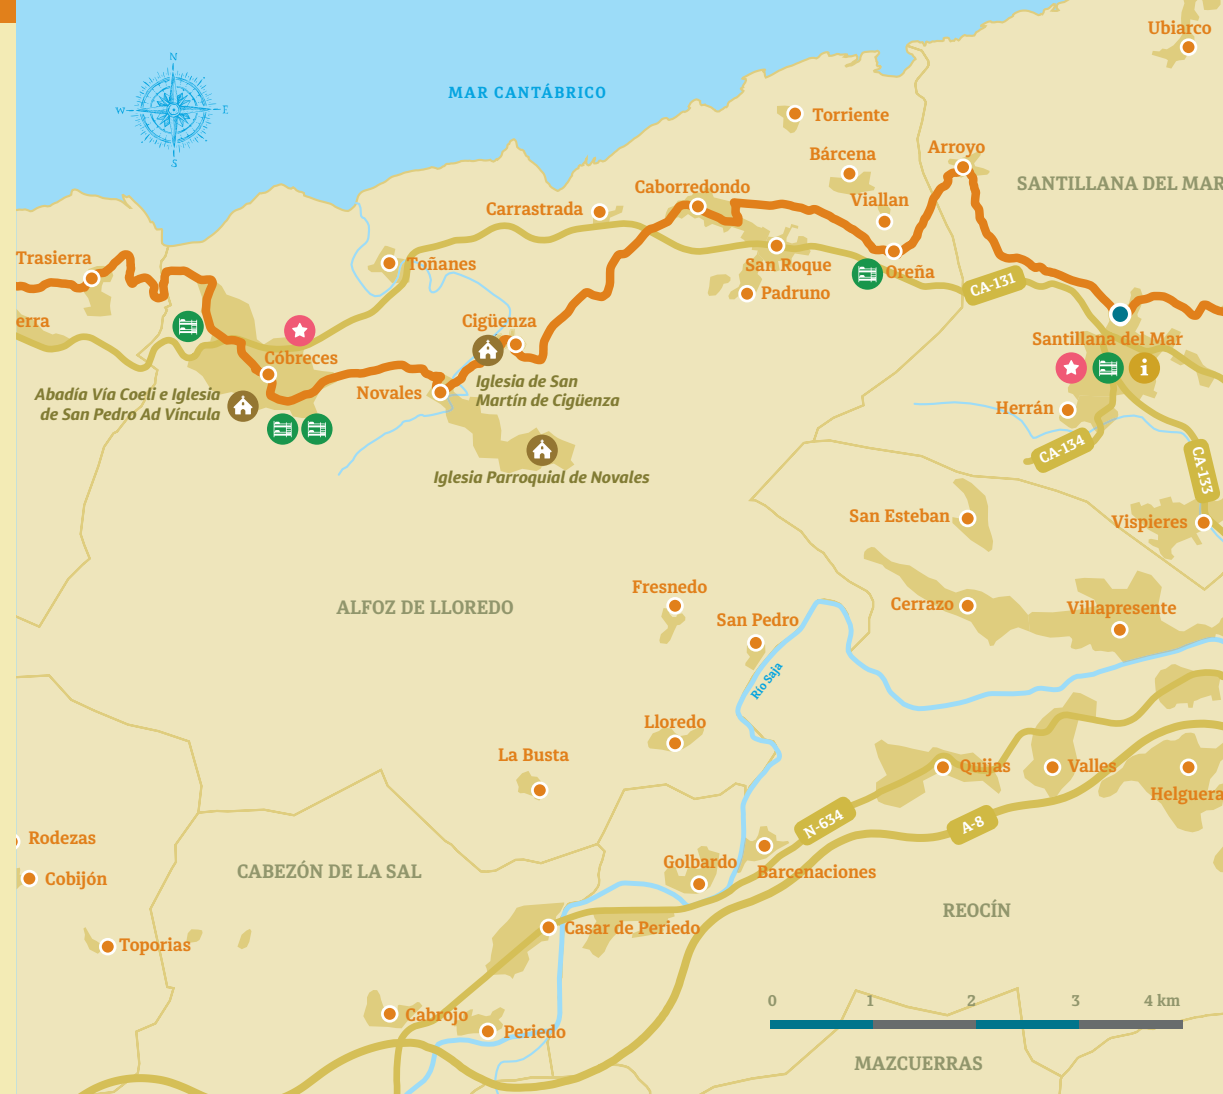 Ubiarco
N
MAR CANTÁBRICO
W
E
S
Torriente
Arroyo
Bárcena
SANTILLANA DEL MAR
Caborredondo
Viallan
Carrastrada
Trasierra
Toñanes
San Roque
Oreña
CA-131
Padruno
erra
Cigüenza
Santillana del Mar
Cóbreces
Iglesia de San
Martín de Cigüenza
Novales
Abadía Vía Coeli e Iglesia
de San Pedro Ad Víncula
Herrán
CA-134
CA-133
Iglesia Parroquial de Novales
San Esteban
Vispieres
Fresnedo
ALFOZ DE LLOREDO
Cerrazo
Villapresente
San Pedro
Río Saja
Lloredo
La Busta
Quijas
Valles
Helguera
N-634
A-8
Rodezas
Golbardo
Barcenaciones
CABEZÓN DE LA SAL
Cobijón
REOCÍN
Casar de Periedo
Toporias
0 1 2 3 4 km
Cabrojo
Periedo
MAZCUERRAS